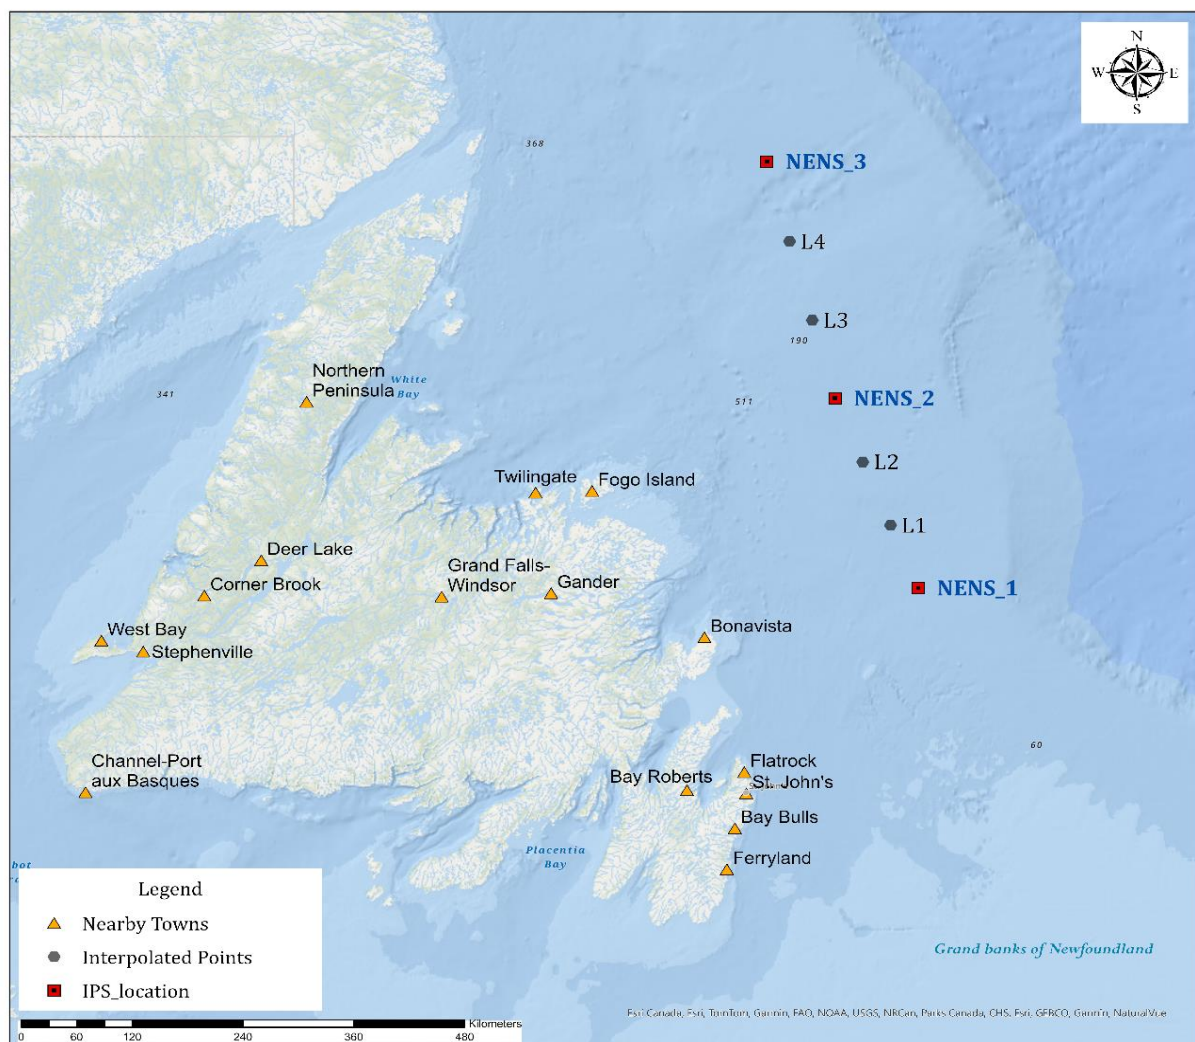 N
W E
S
368
NENS_3
L4
L3
190
Northern
Peninsula
White
Bay
341
511
NENS_2
L2
Twilingate
Fogo Island
L1
Deer Lake
Grand Falls-
Windsor
Gander
Corner Brook
NENS_1
Bonavista
West Bay
Stephenville
60
Channel-Port
aux Basques
Flatrock
Bay Roberts
St. John's
Bay Bulls
Placentia
Bay
Ferryland
Legend
Nearby Towns
Interpolated Points
IPS_location
Grand banks of Newfoundland
Kilometers
0 60 120 240 360 480
Esri Canada, Esri, TomTom, Garmin, FAO, NOAA, USGS, NRCan, Parks Canada, CHS, Esri, GEBCO, Garmin, NaturalVue